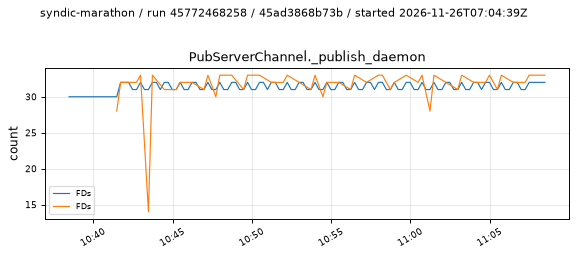 syndic-marathon / run 45772468258 / 45ad3868b73b / started 2026-11-26T07:04:39Z
PubServerChannel._publish_daemon
count
30
25
20
15
FDs
FDs
10:40
10:45
10:50
10:55
11:00
11:05